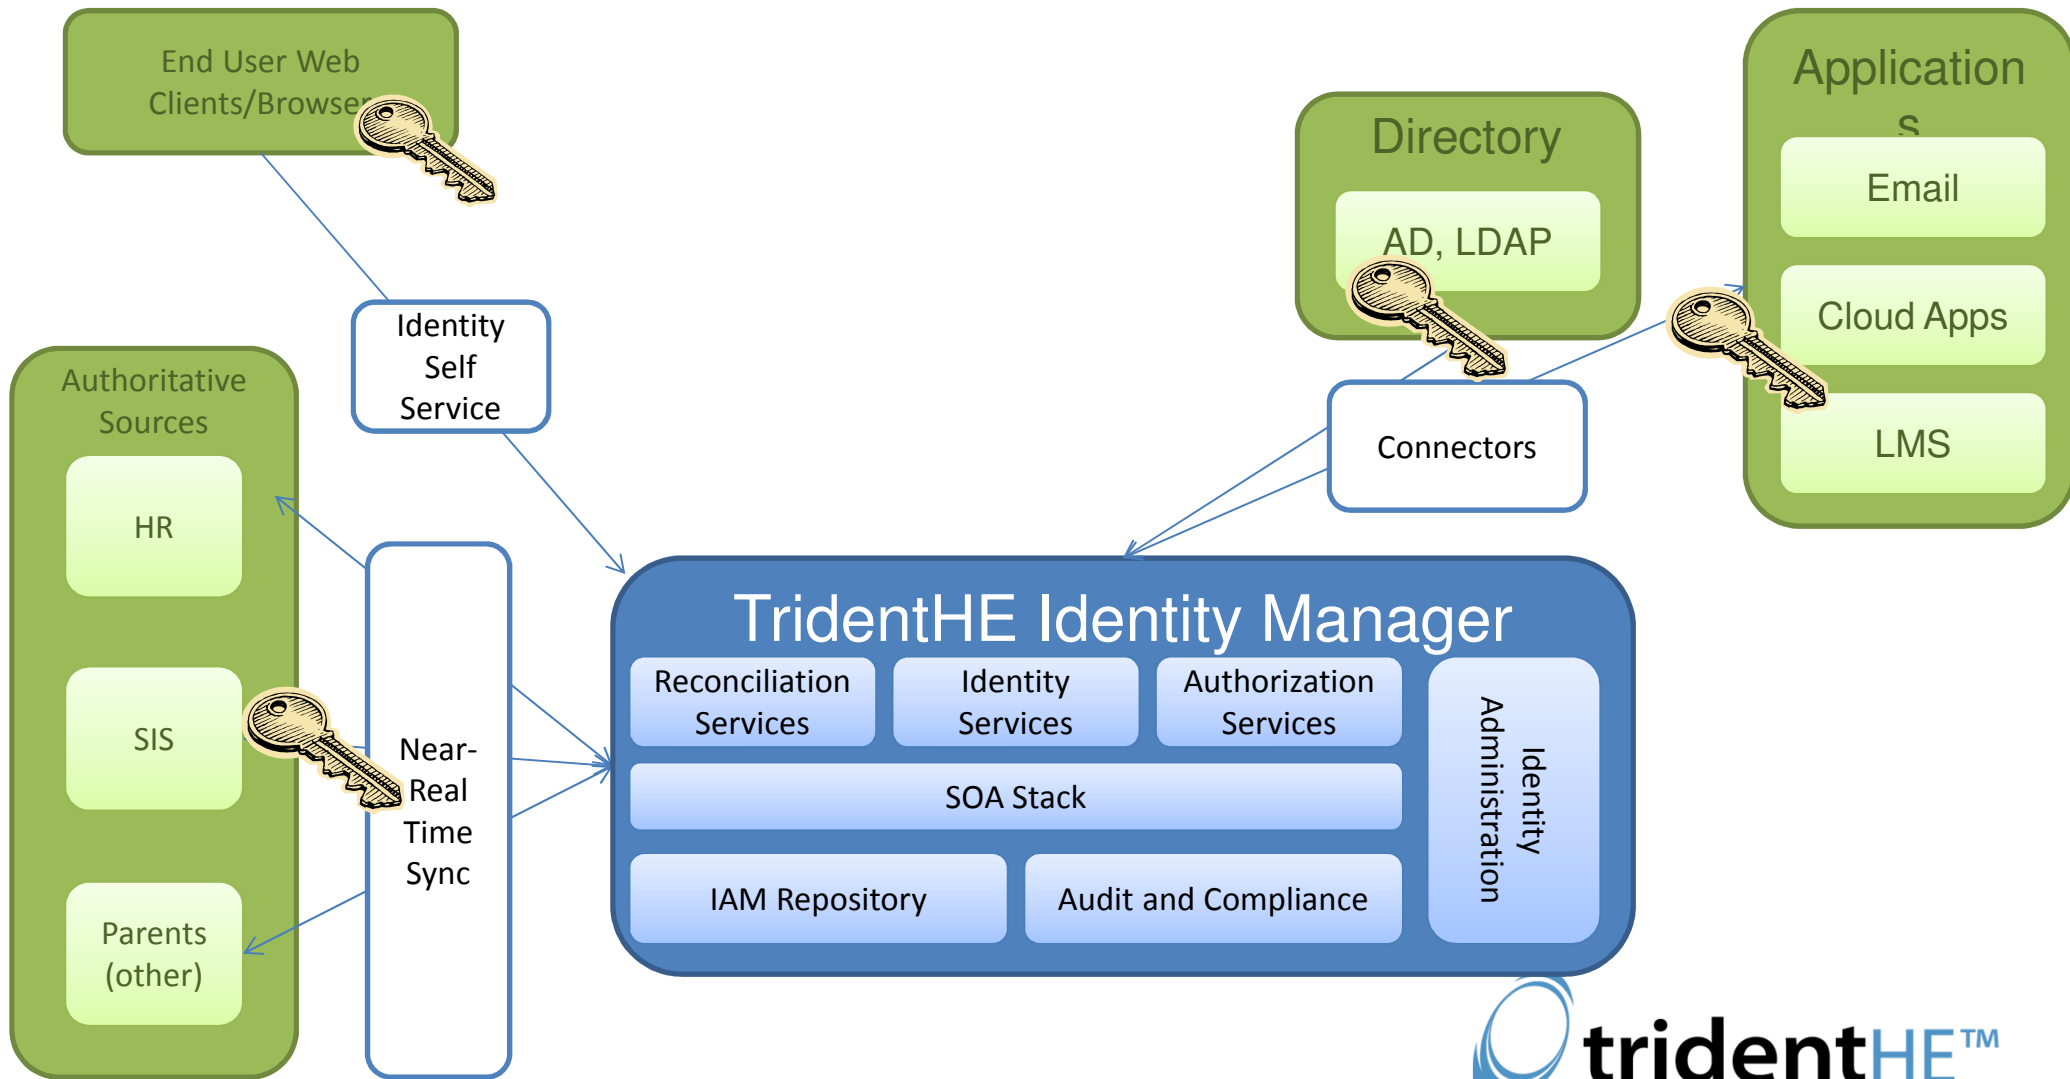 End User Web
Clients/Browser
Identity
Self
Service
Authoritative
Sources
HR
SIS
Parents
(other)
Near-
Real
Time
Sync
Directory
AD, LDAP
Connectors
Application
s
Email
Cloud Apps
LMS
TridentHE Identity Manager
Reconciliation
Services
Identity
Services
Authorization
Services
SOA Stack
IAM Repository
Audit and Compliance
Identity
Administration
tridentHE™